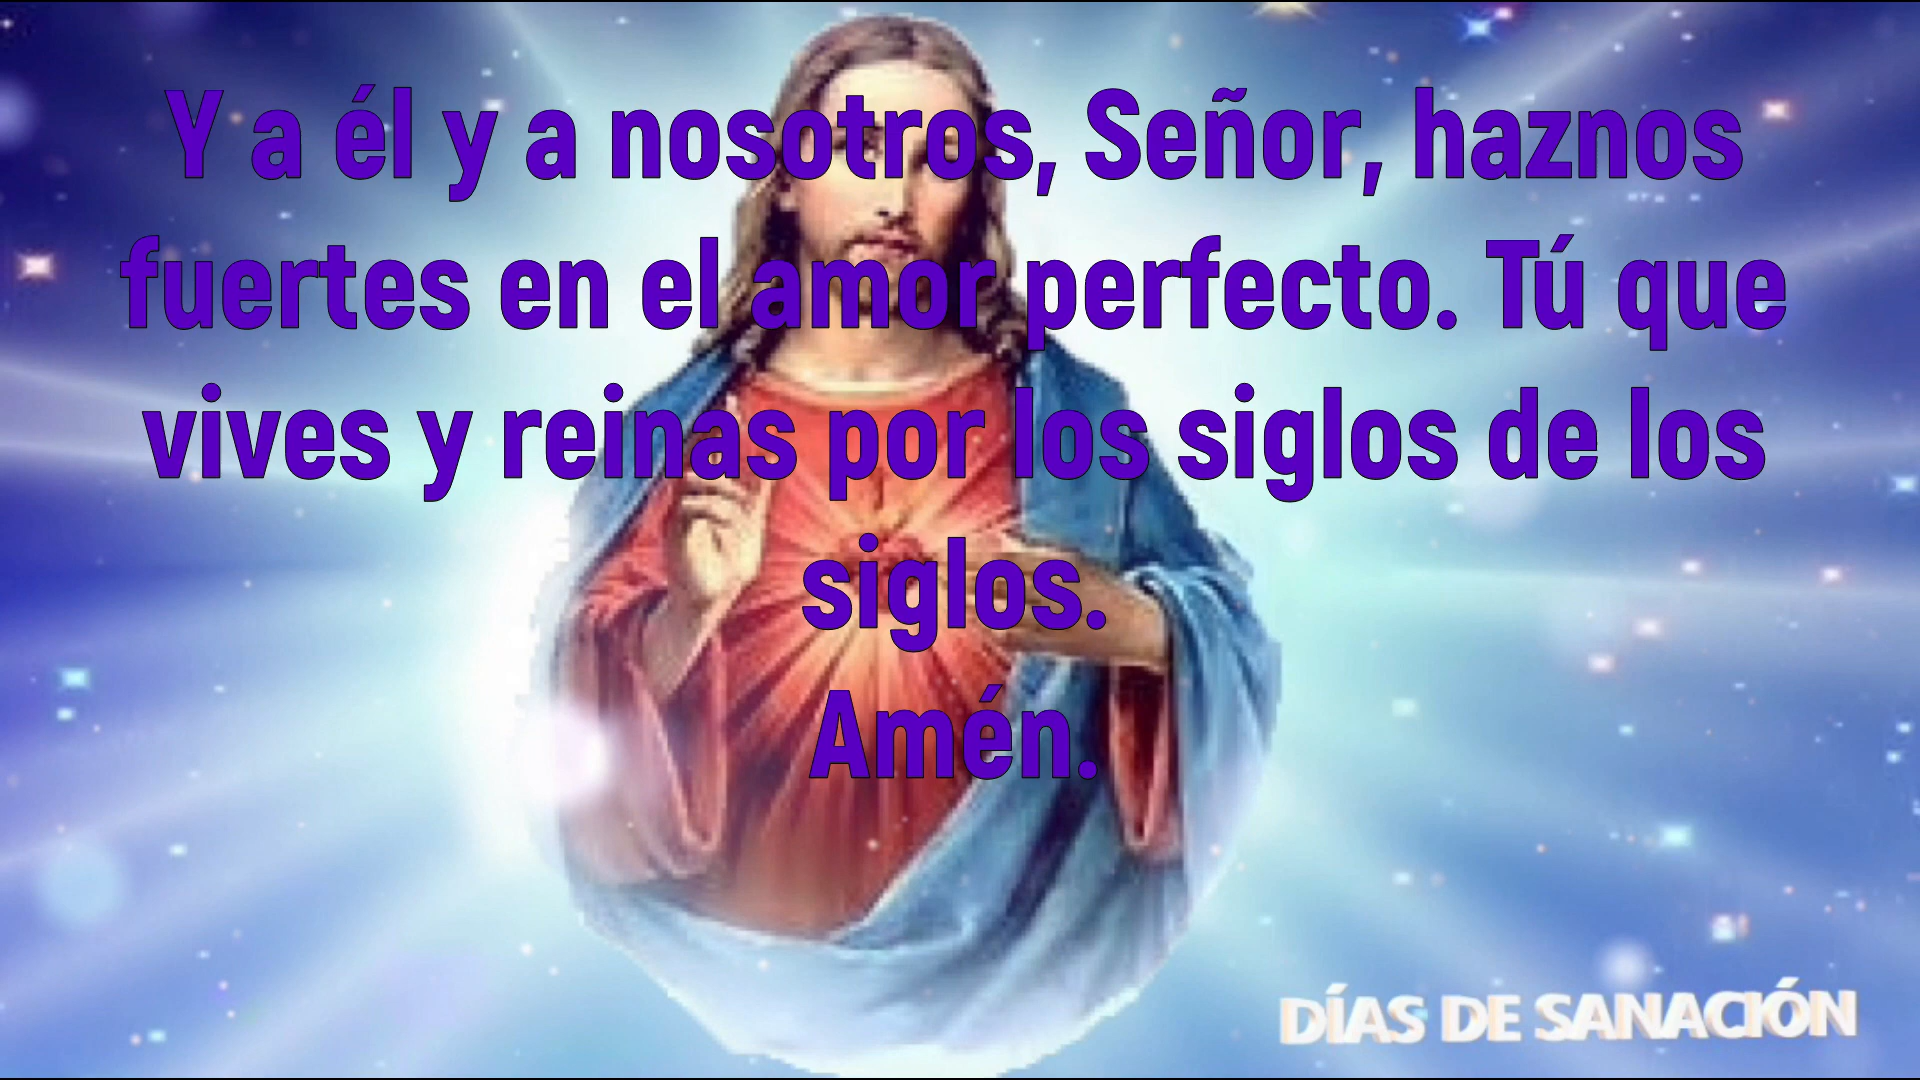 Y a él y a nosotros, Señor, haznos
fuertes en el amor perfecto. Tú que
vives y reinas por los siglos de los
siglos.
Amén.
DÍAS DE SANACIÓN